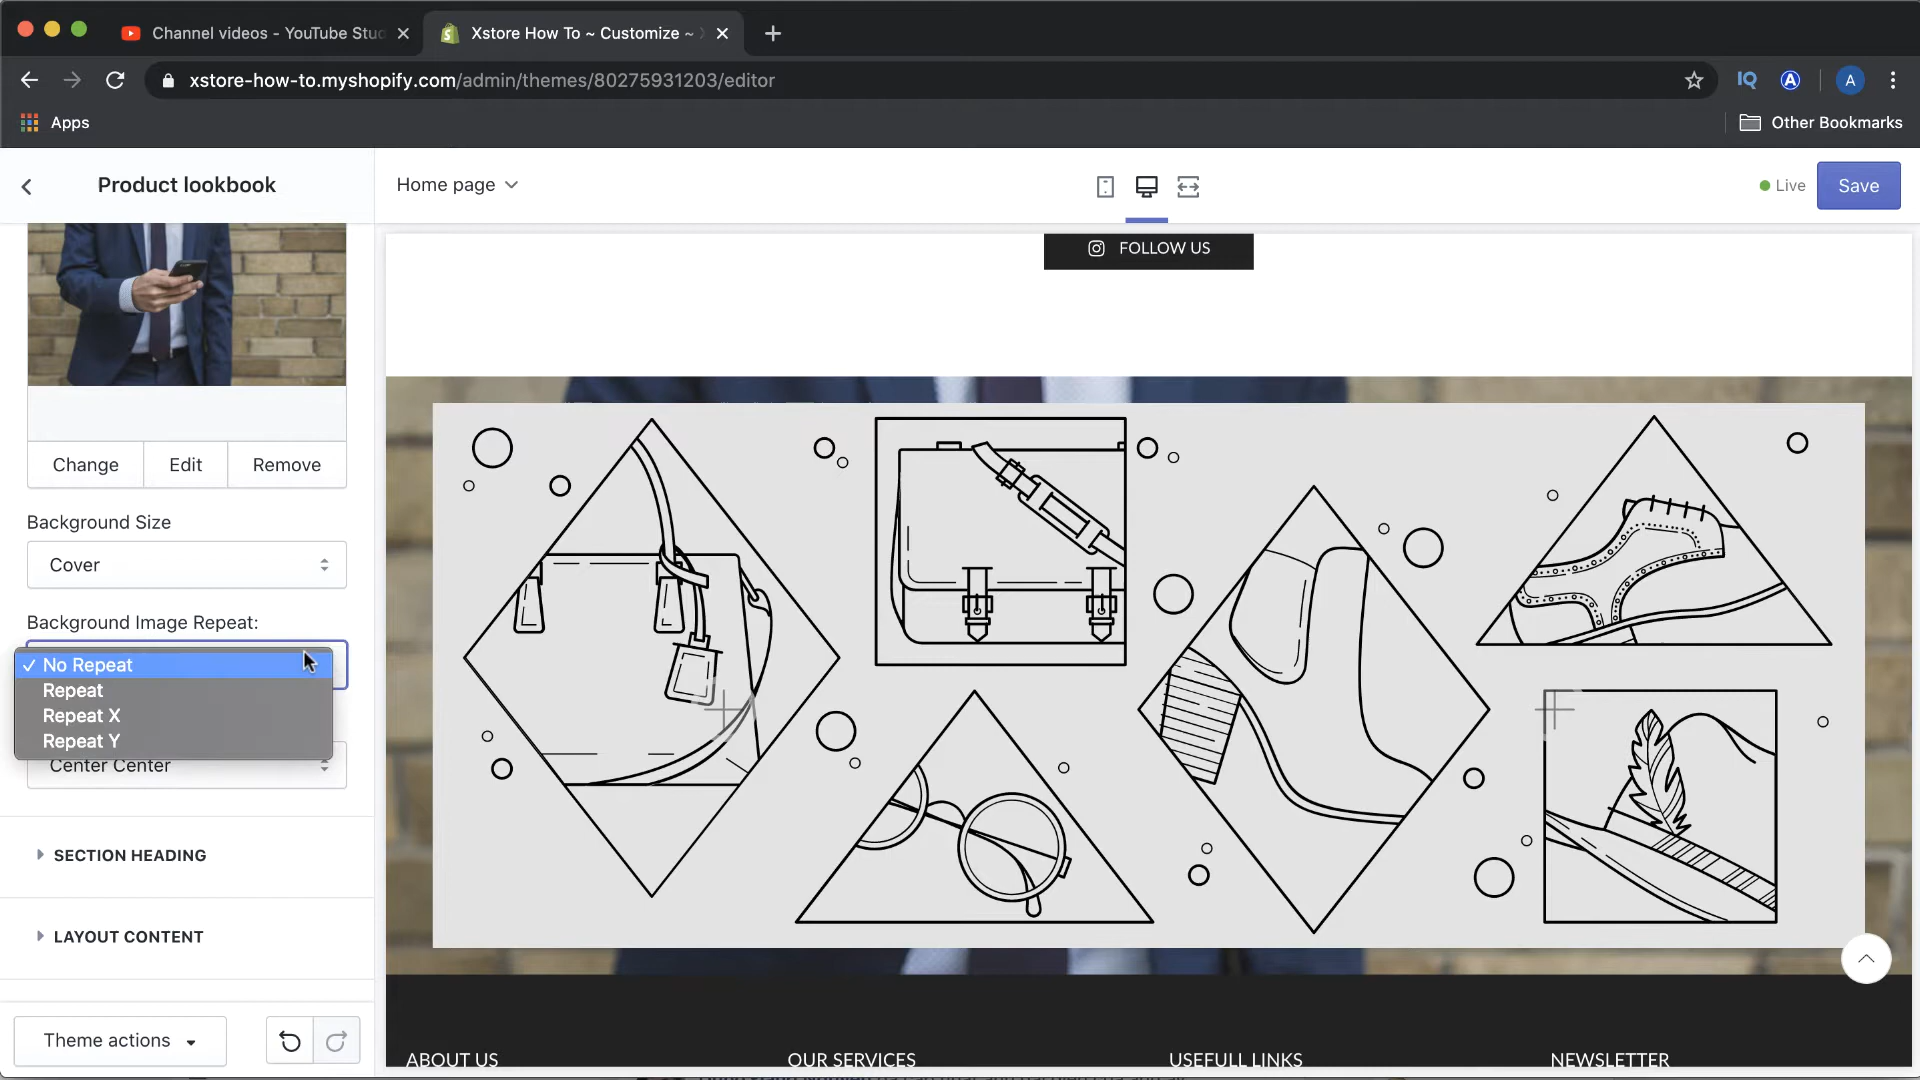 Channel videos - YouTube Stud
Xstore How To ~ Customize ~
xstore-how-to.myshopify.com/admin/themes/80275931203/editor
IQ
A
A
Apps
Other Bookmarks
Product lookbook
Home page
Live
Save
FOLLOW US
Change
Edit
Remove
Background Size
Cover
Background Image Repeat:
✓ No Repeat
Repeat
Repeat X
Repeat Y
Center Center
SECTION HEADING
LAYOUT CONTENT
Theme actions
ABOUT US
OUR SERVICES
USEFULL LINKS
NEWSLETTER